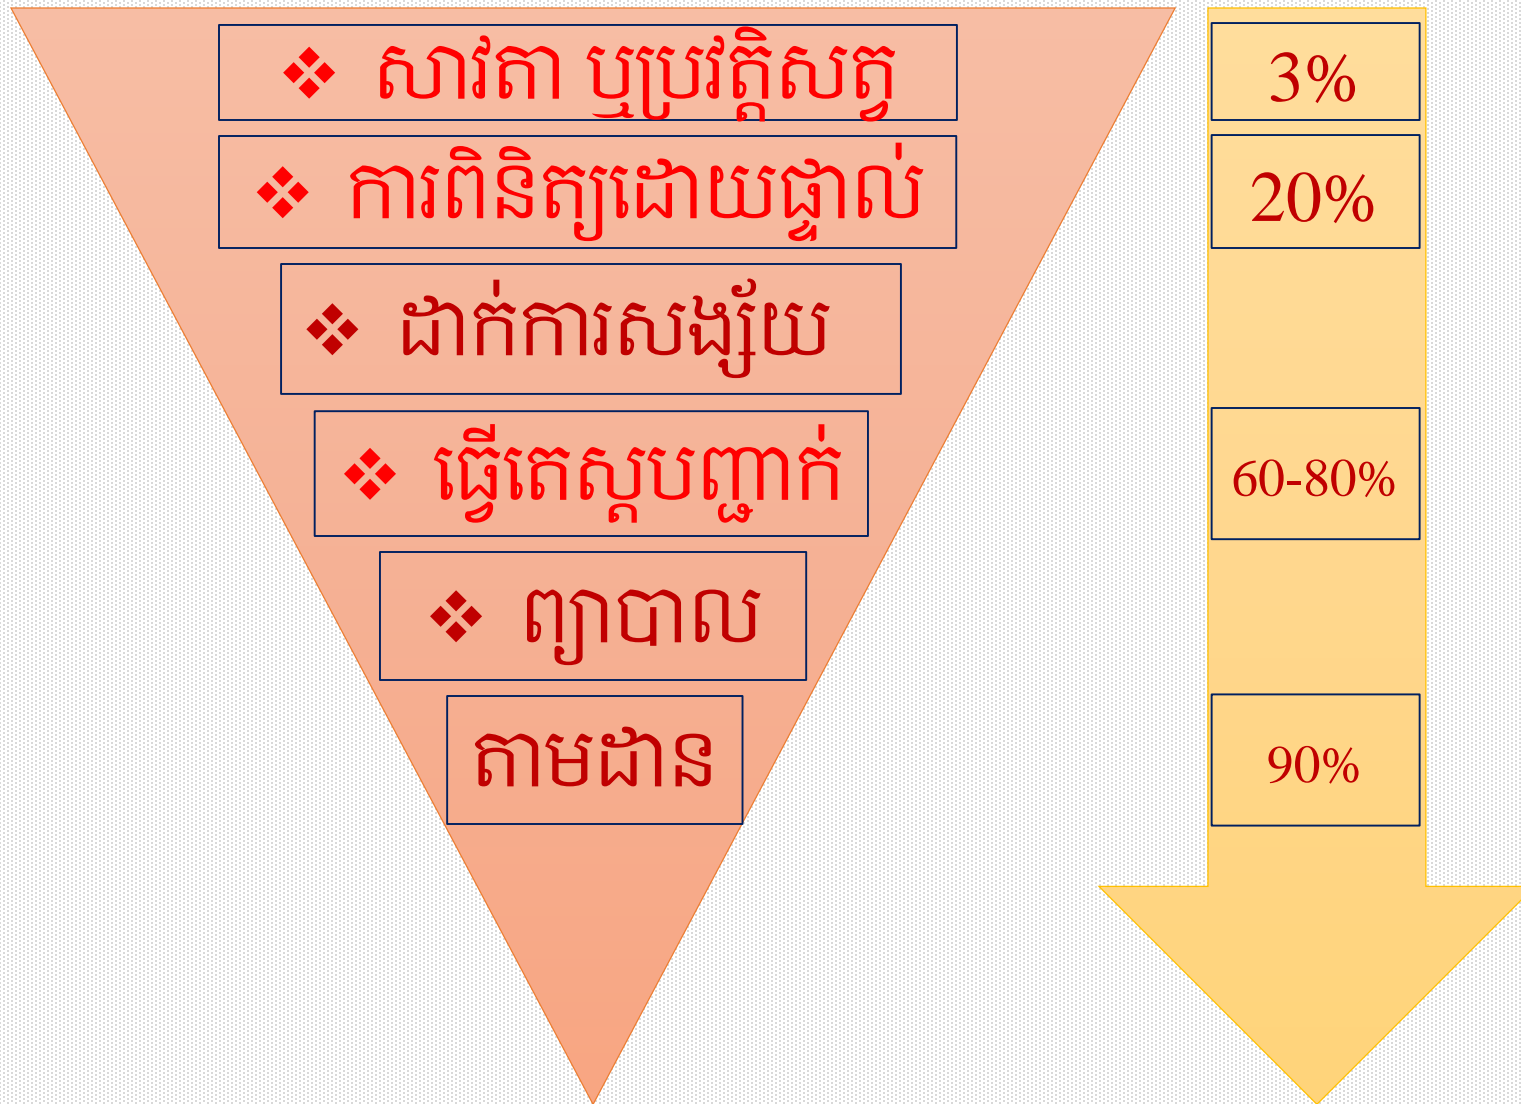 ❖ សាវតា ឬប្រវត្តិសត្វ
3%
❖ ការពិនិត្យដោយផ្ទាល់
20%
❖ ដាក់ការសង្ស័យ
❖ ធ្វើតេស្តបញ្ជាក់
60-80%
❖ ព្យាបាល
តាមដាន
90%